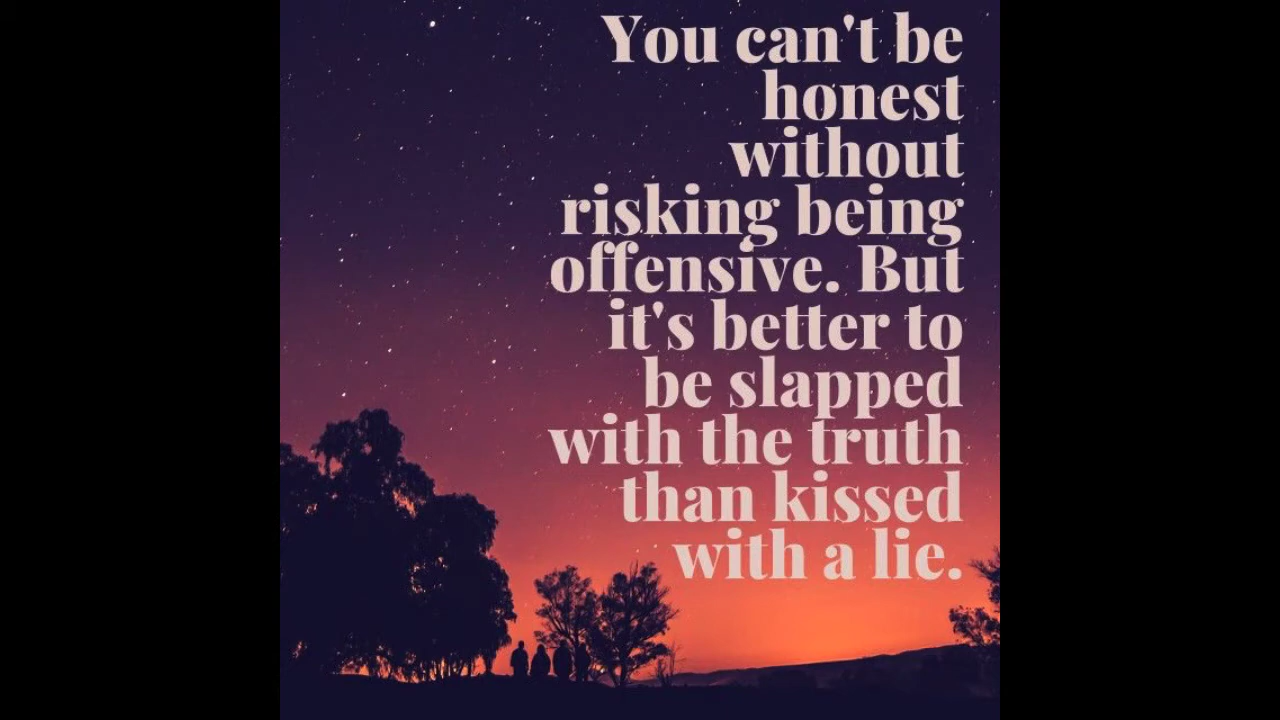 You can't be
honest
without
risking being
offensive. But
it's better to
be slapped
with the truth
than kissed
with a lie.